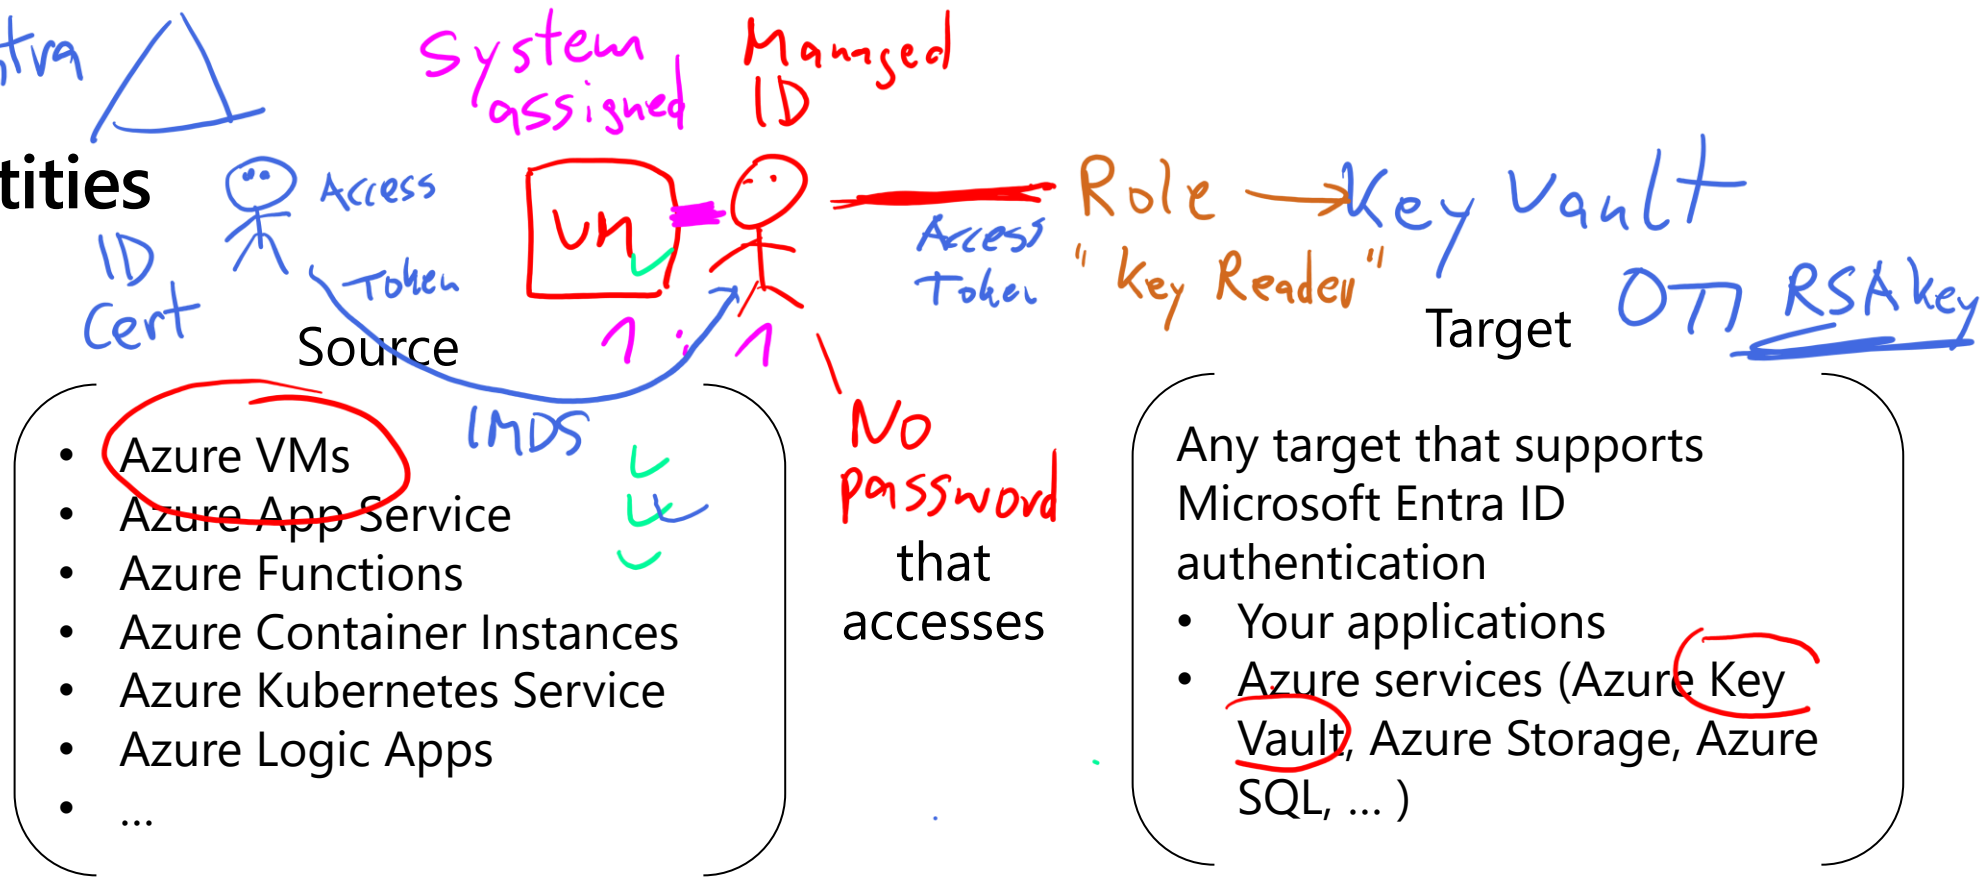 ntra
System
assigned
Managed
ID
tities
Access
Token
ID
Cert
VM
1 : 1
Access
Token
Role
"Key Reader"
Key Vault
RSA key
Source
IMDS
• Azure VMs
• Azure App Service
• Azure Functions
• Azure Container Instances
• Azure Kubernetes Service
• Azure Logic Apps
• ...
No
password
that
accesses
Target
Any target that supports
Microsoft Entra ID
authentication
• Your applications
• Azure services (Azure Key
Vault, Azure Storage, Azure
SQL, ... )